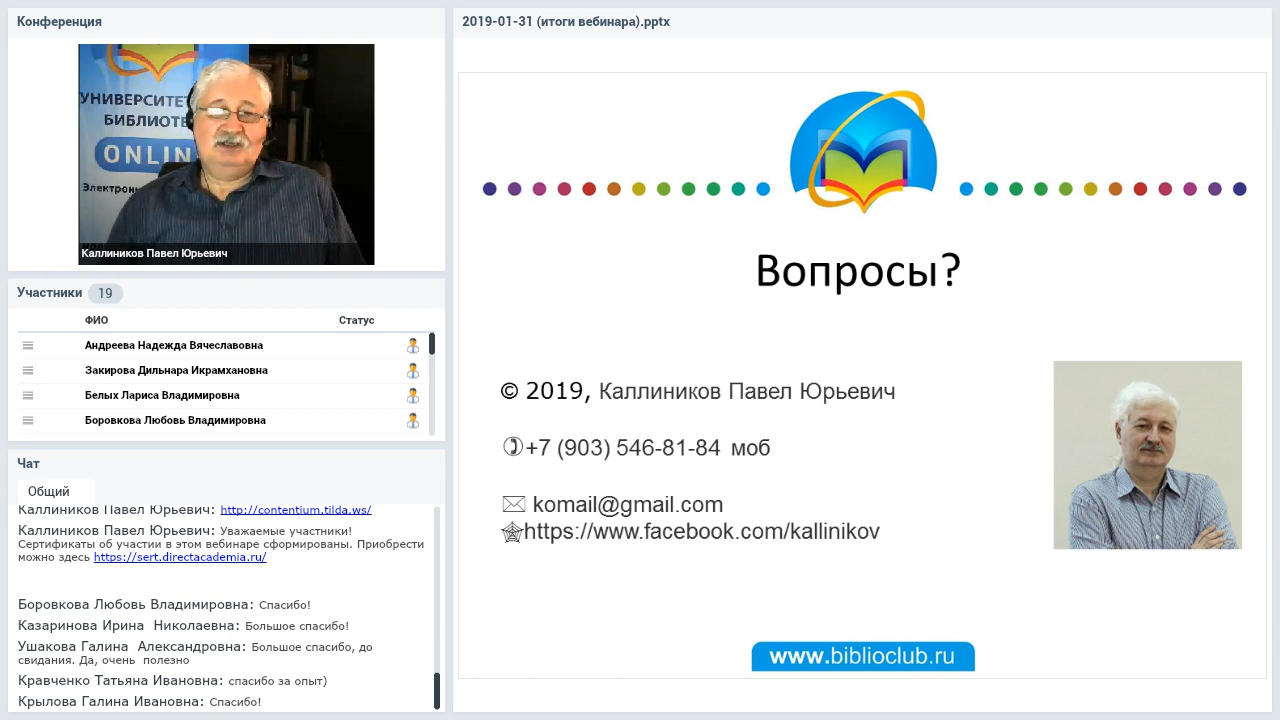 Конференция
УНИВЕРСИТЕ
БИБЛИОТЕ
ONLIN
Электронн
Каллиников Павел Юрьевич
Участники 19
ФИО Статус
Андреева Надежда Вячеславовна
Закирова Дильнара Икрамхановна
Белых Лариса Владимировна
Боровкова Любовь Владимировна
Чат
Общий
Каллиников Павел Юрьевич: http://contentium.tilda.ws/
Каллиников Павел Юрьевич: Уважаемые участники!
Сертификаты об участии в этом вебинаре сформированы. Приобрести
можно здесь https://sert.directacademia.ru/
Боровкова Любовь Владимировна: Спасибо!
Казаринова Ирина Николаевна: Большое спасибо!
Ушакова Галина Александровна: Большое спасибо, до
свидания. Да, очень полезно
Кравченко Татьяна Ивановна: спасибо за опыт)
Крылова Галина Ивановна: Спасибо!
2019-01-31 (итоги вебинара).pptx
Вопросы?
© 2019, Каллиников Павел Юрьевич
+7 (903) 546-81-84 моб
komail@gmail.com
https://www.facebook.com/kallinikov
www.biblioclub.ru